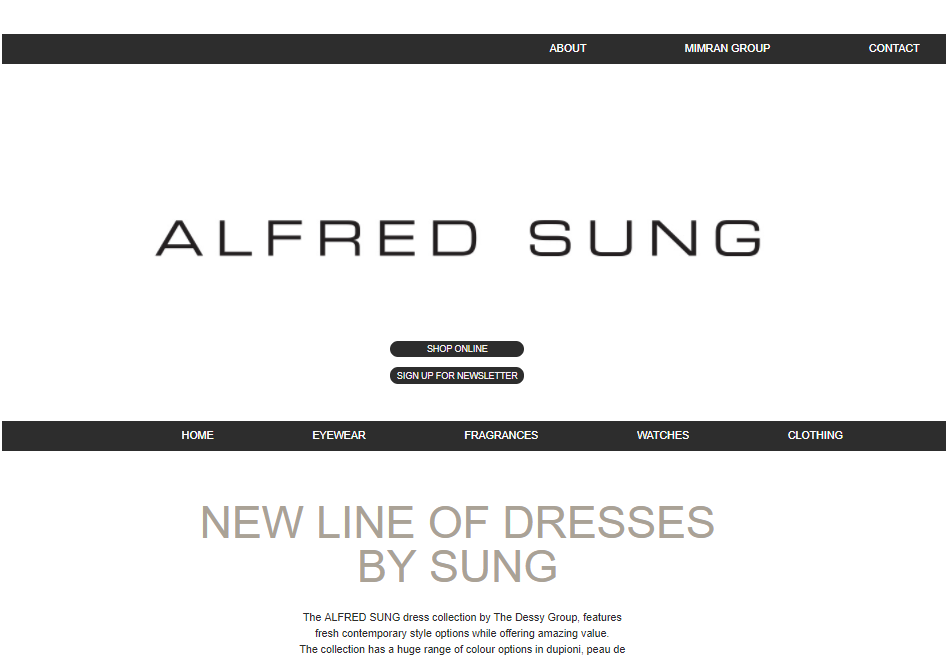 ABOUT MIMRAN GROUP CONTACT
ALFRED SUNG
SHOP ONLINE
SIGN UP FOR NEWSLETTER
HOME EYEWEAR FRAGRANCES WATCHES CLOTHING
NEW LINE OF DRESSES
BY SUNG
The ALFRED SUNG dress collection by The Dessy Group, features
fresh contemporary style options while offering amazing value.
The collection has a huge range of colour options in dupioni, peau de